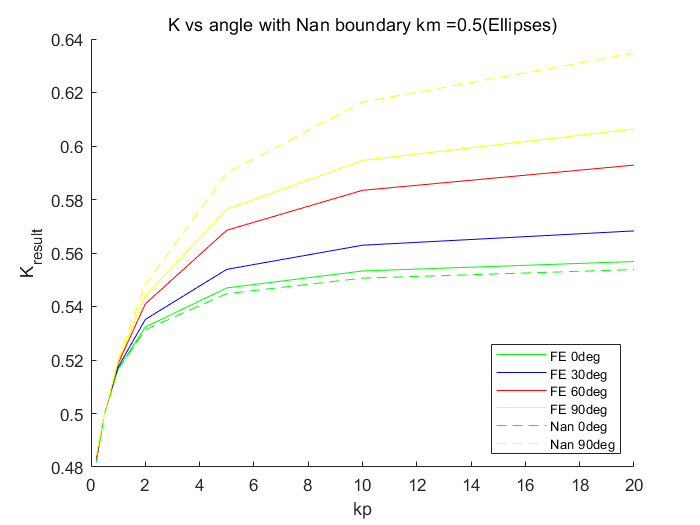 K vs angle with Nan boundary km =0.5(Ellipses)
0.64
0.62
0.6
0.58
0.56
0.54
0.52
0.5
0.48
K_result
FE 0deg
FE 30deg
FE 60deg
FE 90deg
Nan 0deg
Nan 90deg
0 2 4 6 8 10 12 14 16 18 20
kp